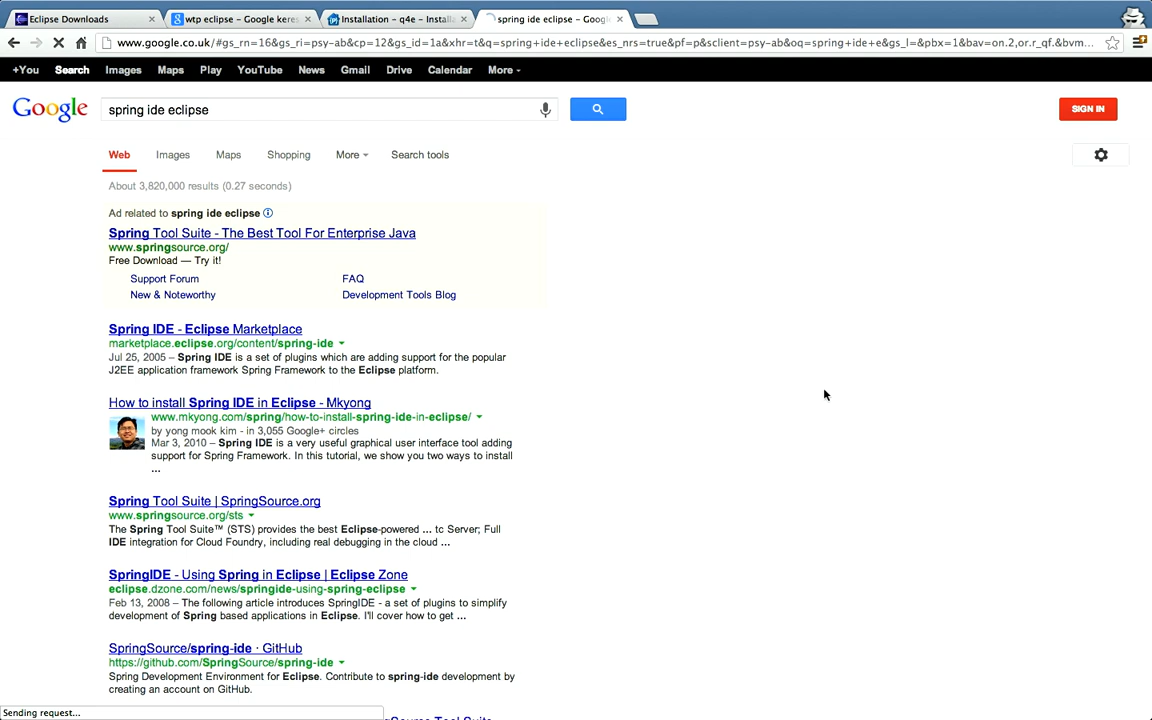 Eclipse Downloads
wtp eclipse - Google keres
Installation - q4e - Installa
spring ide eclipse - Goog
www.google.co.uk/#gs_rn=16&gs_ri=psy-ab&cp=12&gs_id=1a&xhr=t&q=spring+ide+eclipse&es_nrs=true&pf=p&sclient=psy-ab&oq=spring+ide+e&gs_l=&pbx=1&bav=on.2,or.r_qf.&bvm...
+You Search Images Maps Play YouTube News Gmail Drive Calendar More
Google
spring ide eclipse
SIGN IN
Web Images Maps Shopping More Search tools
About 3,820,000 results (0.27 seconds)
Ad related to spring ide eclipse
Spring Tool Suite - The Best Tool For Enterprise Java
www.springsource.org/
Free Download — Try it!
Support Forum FAQ
New & Noteworthy Development Tools Blog
Spring IDE - Eclipse Marketplace
marketplace.eclipse.org/content/spring-ide
Jul 25, 2005 – Spring IDE is a set of plugins which are adding support for the popular
J2EE application framework Spring Framework to the Eclipse platform.
How to install Spring IDE in Eclipse - Mkyong
www.mkyong.com/spring/how-to-install-spring-ide-in-eclipse/
by yong mook kim - in 3,055 Google+ circles
Mar 3, 2010 – Spring IDE is a very useful graphical user interface tool adding
support for Spring Framework. In this tutorial, we show you two ways to install
...
Spring Tool Suite | SpringSource.org
www.springsource.org/sts
The Spring Tool Suite™ (STS) provides the best Eclipse-powered ... tc Server; Full
IDE integration for Cloud Foundry, including real debugging in the cloud ...
SpringIDE - Using Spring in Eclipse | Eclipse Zone
eclipse.dzone.com/news/springide-using-spring-eclipse
Feb 13, 2008 – The following article introduces SpringIDE - a set of plugins to simplify
development of Spring based applications in Eclipse. I'll cover how to get ...
SpringSource/spring-ide · GitHub
https://github.com/SpringSource/spring-ide
Spring Development Environment for Eclipse. Contribute to spring-ide development by
creating an account on GitHub.
Sending request...